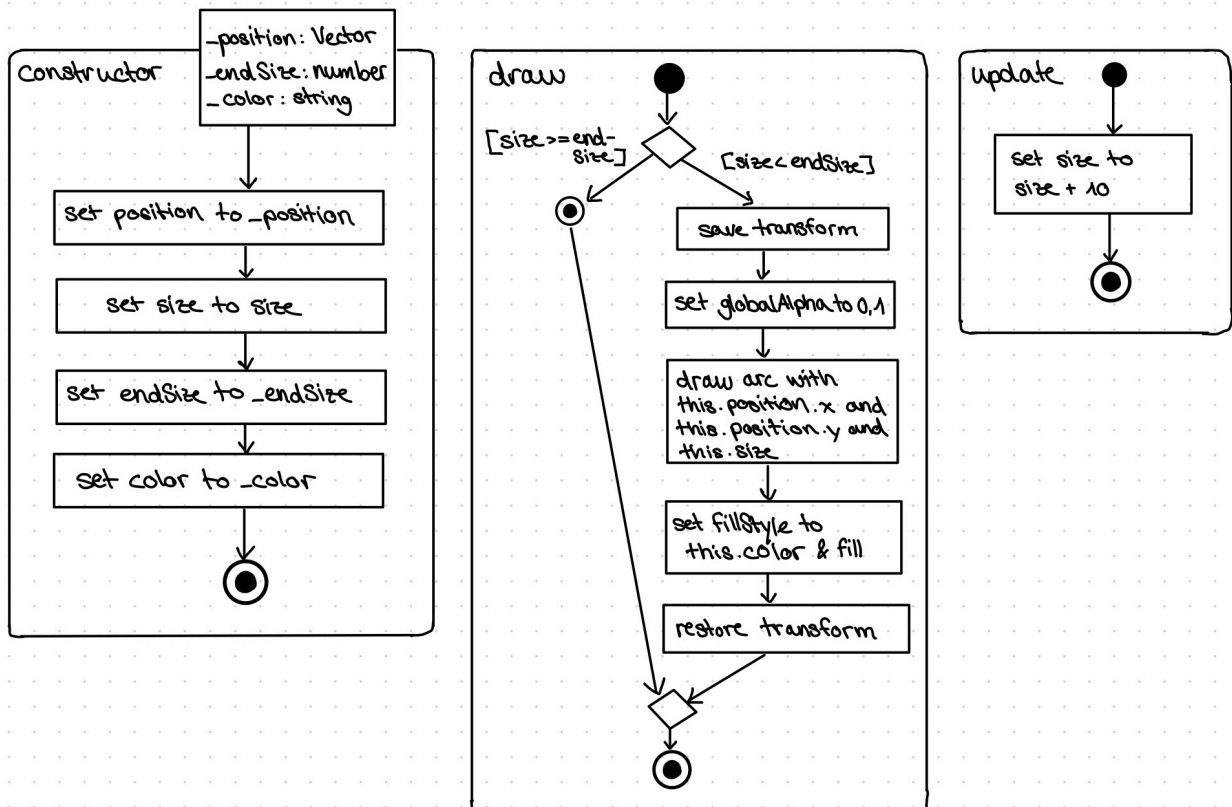 constructor
_position: Vector
_endSize: number
_color: string
set position to _position
set size to size
set endSize to _endSize
set color to _color
draw
[size>=end-
size]
[size<endSize]
save transform
set globalAlpha to 0,1
draw arc with
this.position.x and
this.position.y and
this.size
set fillStyle to
this.color & fill
restore transform
update
set size to
size + 10